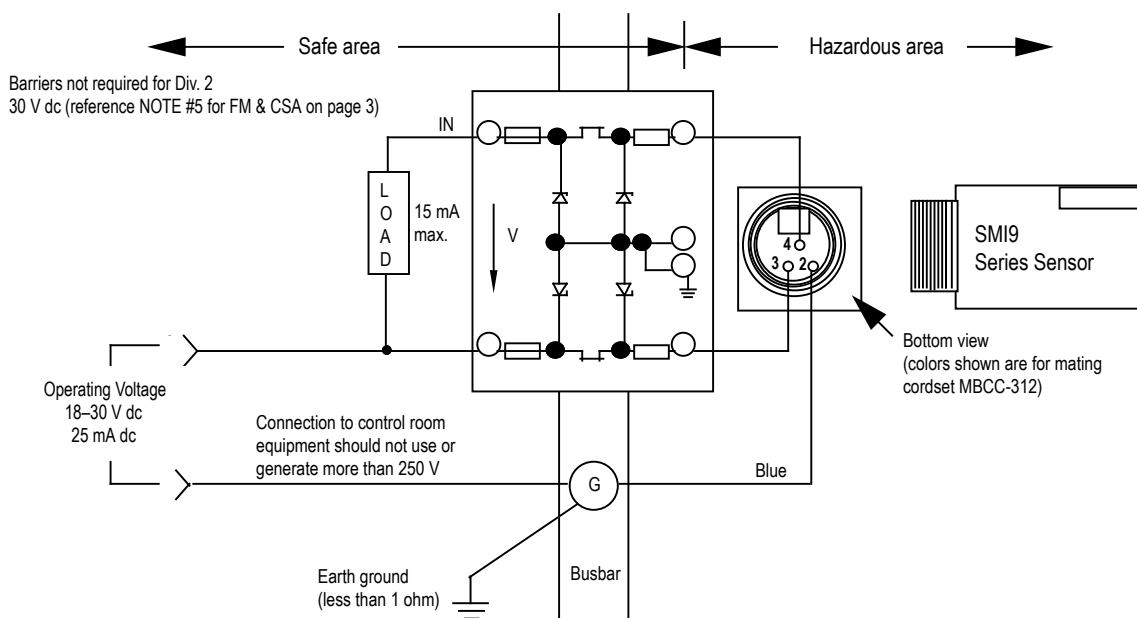 Safe area
Hazardous area
Barriers not required for Div. 2
30 V dc (reference NOTE #5 for FM & CSA on page 3)
IN
LOAD
15 mA
max.
V
4
3
2
SMI9
Series Sensor
Bottom view
(colors shown are for mating
cordset MBCC-312)
Operating Voltage
18–30 V dc
25 mA dc
Connection to control room
equipment should not use or
generate more than 250 V
Blue
G
Earth ground
(less than 1 ohm)
Busbar